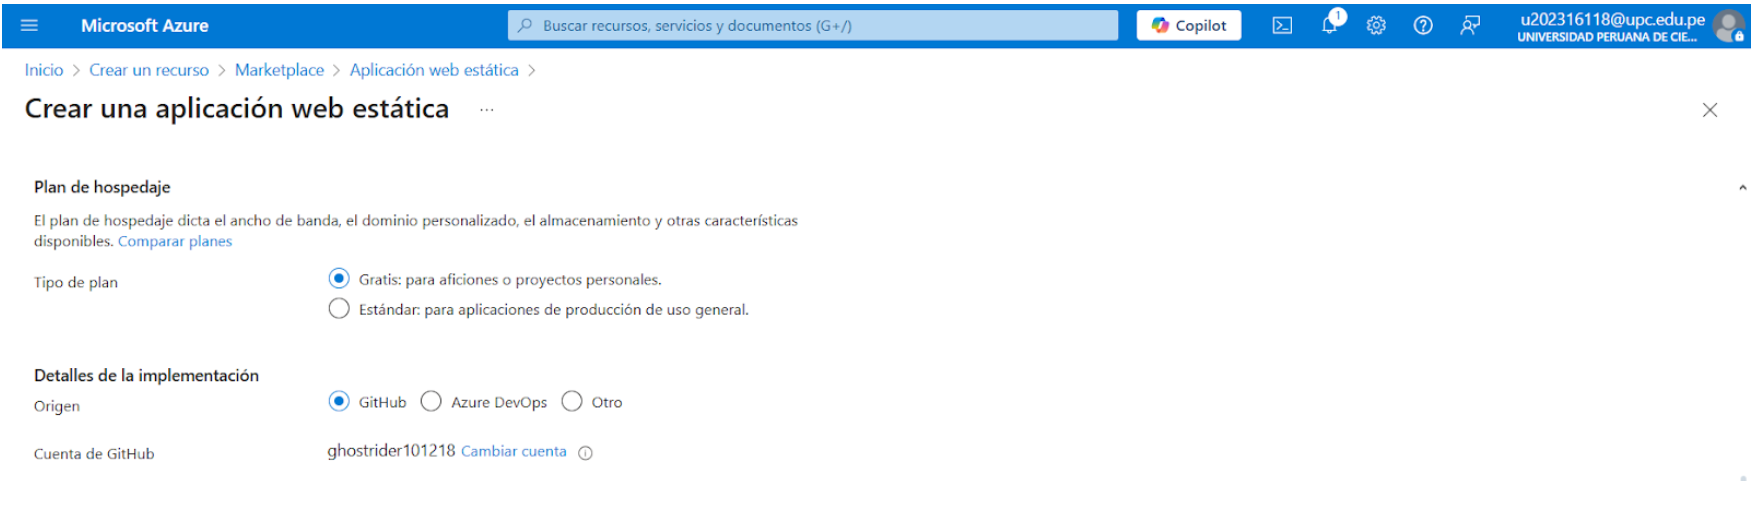 Microsoft Azure
Buscar recursos, servicios y documentos (G+/)
Copilot
1
u202316118@upc.edu.pe
UNIVERSIDAD PERUANA DE CIE...
Inicio > Crear un recurso > Marketplace > Aplicación web estática >
Crear una aplicación web estática ...
Plan de hospedaje
El plan de hospedaje dicta el ancho de banda, el dominio personalizado, el almacenamiento y otras características
disponibles. Comparar planes
Tipo de plan
Gratis: para aficiones o proyectos personales.
Estándar: para aplicaciones de producción de uso general.
Detalles de la implementación
Origen
GitHub Azure DevOps Otro
Cuenta de GitHub
ghostrider101218 Cambiar cuenta